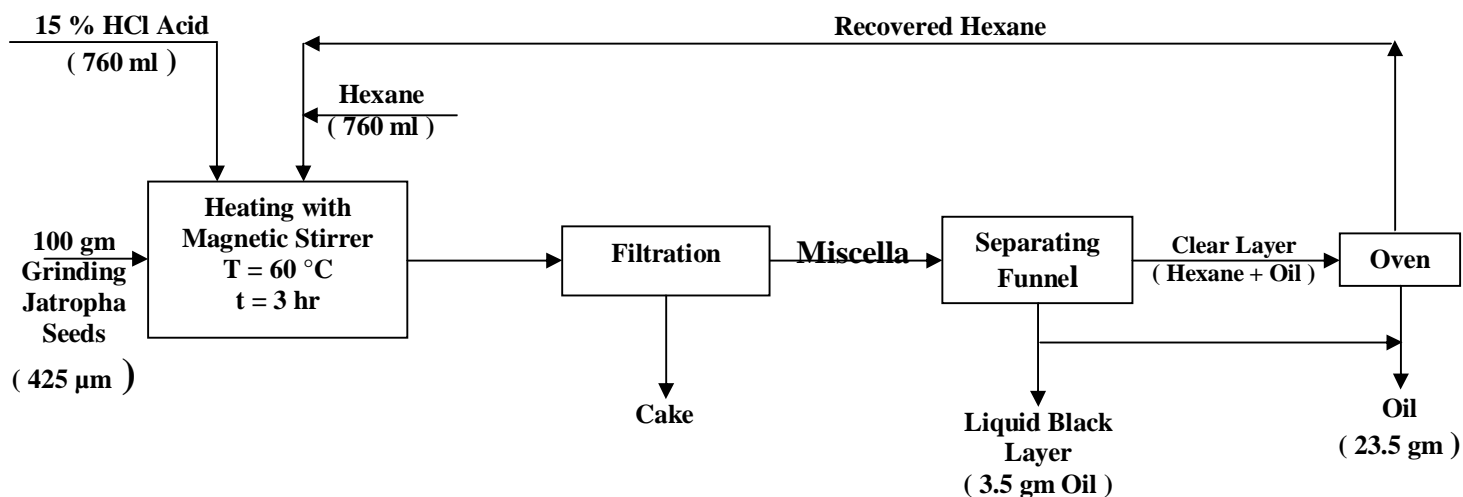 15 % HCl Acid
( 760 ml )
Recovered Hexane
Hexane
( 760 ml )
100 gm
Grinding
Jatropha
Seeds
( 425 µm )
Heating with
Magnetic Stirrer
T = 60 °C
t = 3 hr
Filtration
Miscella
Separating
Funnel
Clear Layer
( Hexane + Oil )
Oven
Cake
Liquid Black
Layer
( 3.5 gm Oil )
Oil
( 23.5 gm )